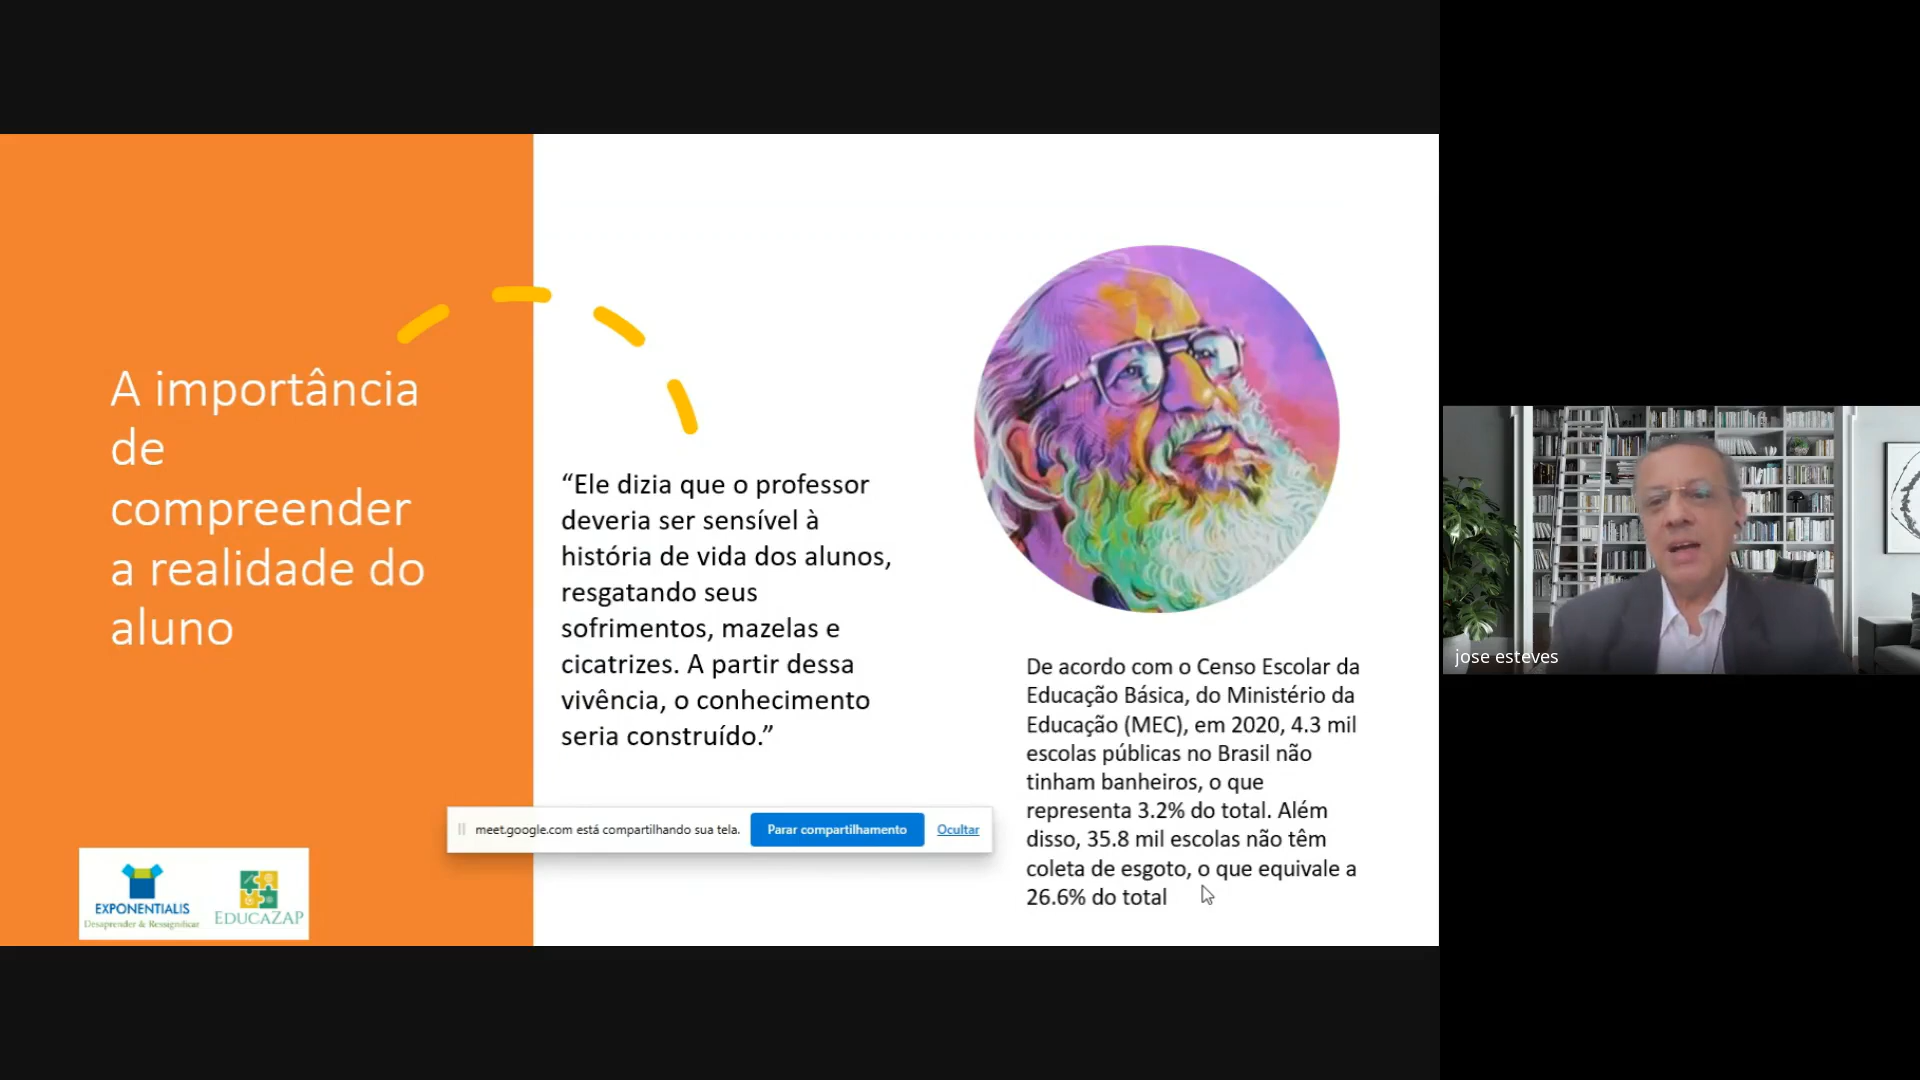 A importância
de
compreender
a realidade do
aluno
“Ele dizia que o professor
deveria ser sensível à
história de vida dos alunos,
resgatando seus
sofrimentos, mazelas e
cicatrizes. A partir dessa
vivência, o conhecimento
seria construído.”
De acordo com o Censo Escolar da
Educação Básica, do Ministério da
Educação (MEC), em 2020, 4.3 mil
escolas públicas no Brasil não
tinham banheiros, o que
representa 3.2% do total. Além
disso, 35.8 mil escolas não têm
coleta de esgoto, o que equivale a
26.6% do total
meet.google.com está compartilhando sua tela.
Parar compartilhamento
Ocultar
EXPONENTIALIS
Desaprender & Ressignificar
EDUCAZAP
jose esteves